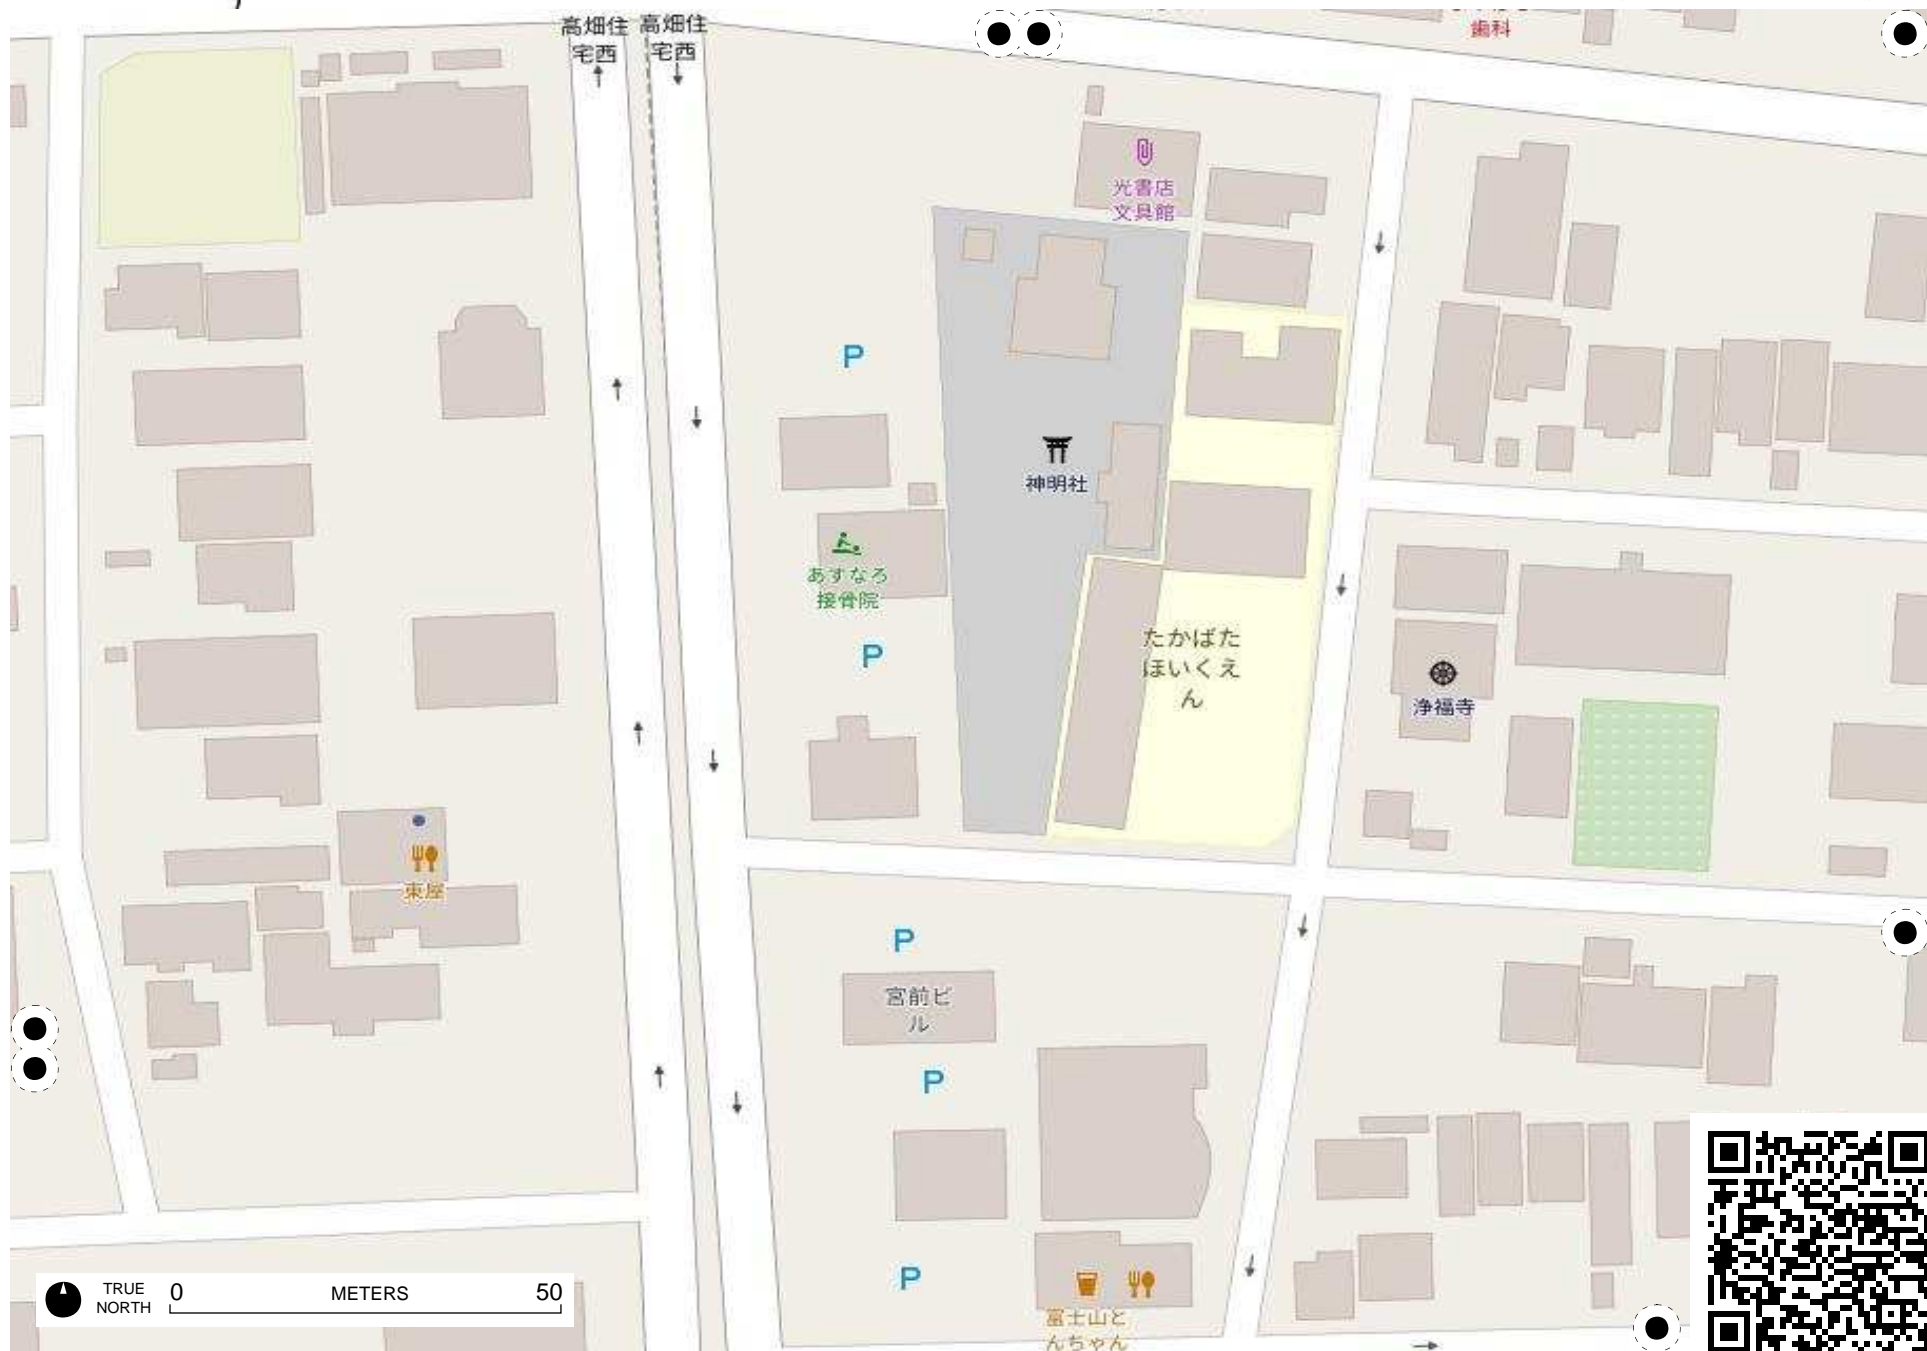 高畑住
宅西
高畑住
宅西
歯科
光書店
文具館
P
神明社
あすなろ
接骨院
P
たかばた
ほいくえ
ん
浄福寺
東屋
P
宮前ビ
ル
P
P
富士山と
んちゃん
TRUE
NORTH
0 METERS 50